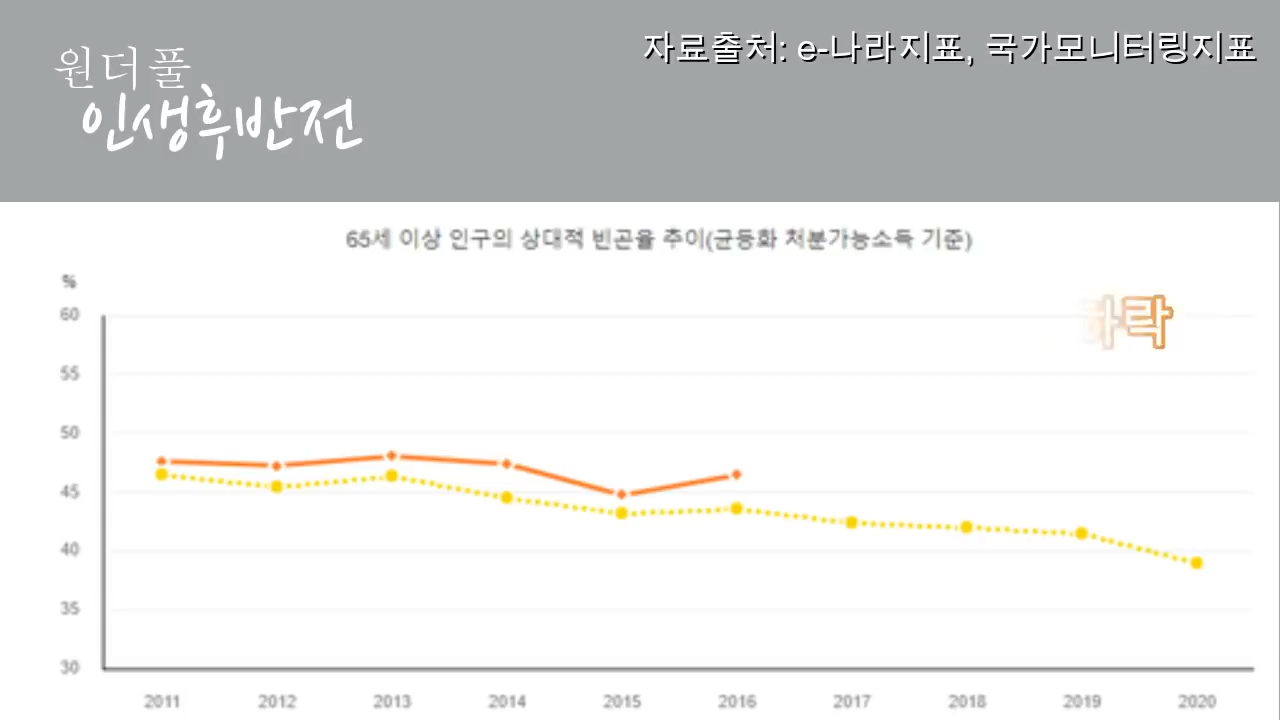 원더풀
인생후반전
자료출처: e-나라지표, 국가모니터링지표
65세 이상 인구의 상대적 빈곤율 추이(균등화 처분가능소득 기준)
%
60
55
50
45
40
35
30
하락
2011 2012 2013 2014 2015 2016 2017 2018 2019 2020